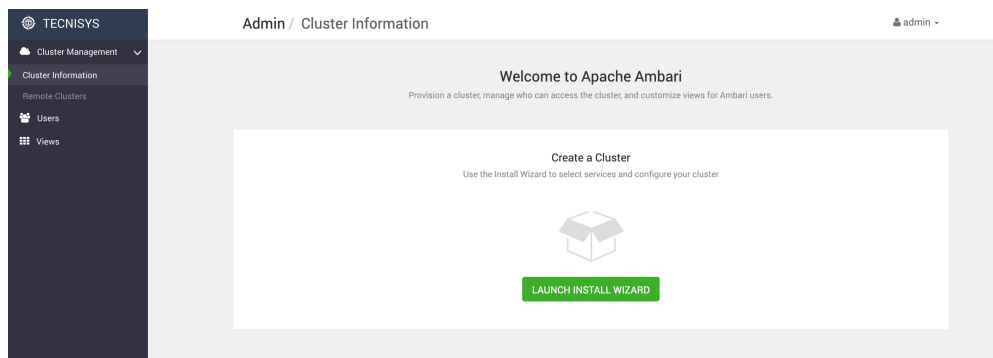 TECNISYS
Admin / Cluster Information
admin
Cluster Management
Cluster Information
Remote Clusters
Users
Views
Welcome to Apache Ambari
Provision a cluster, manage who can access the cluster, and customize views for Ambari users.
Create a Cluster
Use the Install Wizard to select services and configure your cluster
LAUNCH INSTALL WIZARD